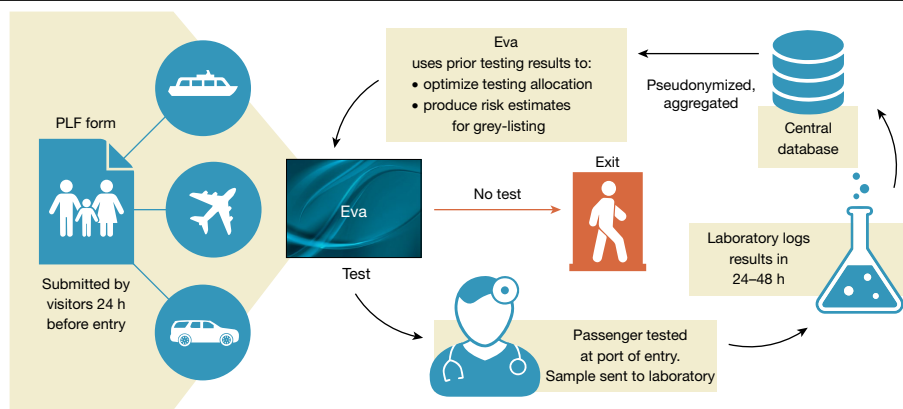 PLF form
Submitted by
visitors 24 h
before entry
Eva
uses prior testing results to:
• optimize testing allocation
• produce risk estimates
for grey-listing
Eva
No test
Exit
Test
Passenger tested
at port of entry.
Sample sent to laboratory
Laboratory logs
results in
24–48 h
Central
database
Pseudonymized,
aggregated